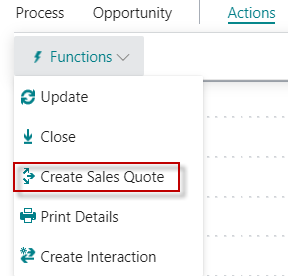 Process Opportunity Actions
Functions
Update
Close
Create Sales Quote
Print Details
Create Interaction